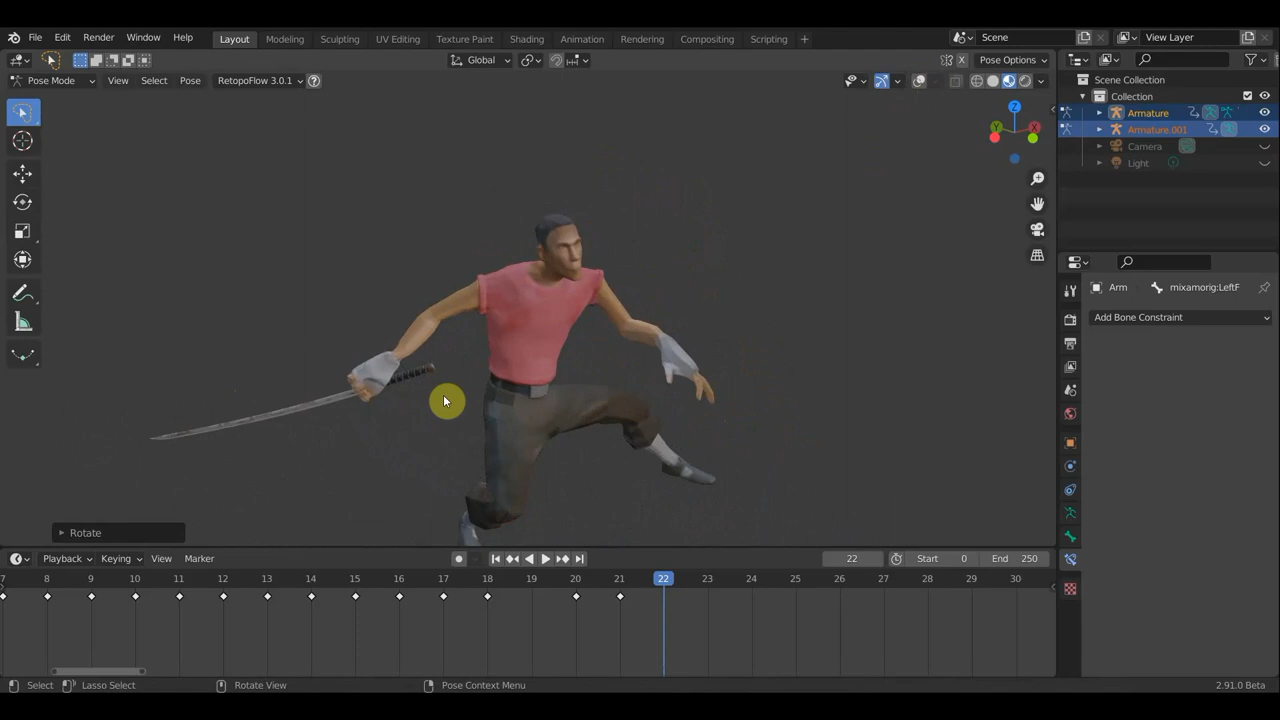 File Edit Render Window Help Layout Modeling Sculpting UV Editing Texture Paint Shading Animation Rendering Compositing Scripting + Scene View Layer
Global Pose Options
Pose Mode View Select Pose RetopoFlow 3.0.1
Scene Collection
Collection
Armature
Armature.001
Camera
Light
Z
Y X
Arm mixamorig:LeftF
Add Bone Constraint
Rotate
Playback Keying View Marker 22 Start 0 End 250
7 8 9 10 11 12 13 14 15 16 17 18 19 20 21 22 23 24 25 26 27 28 29 30
Select Lasso Select Rotate View Pose Context Menu 2.91.0 Beta